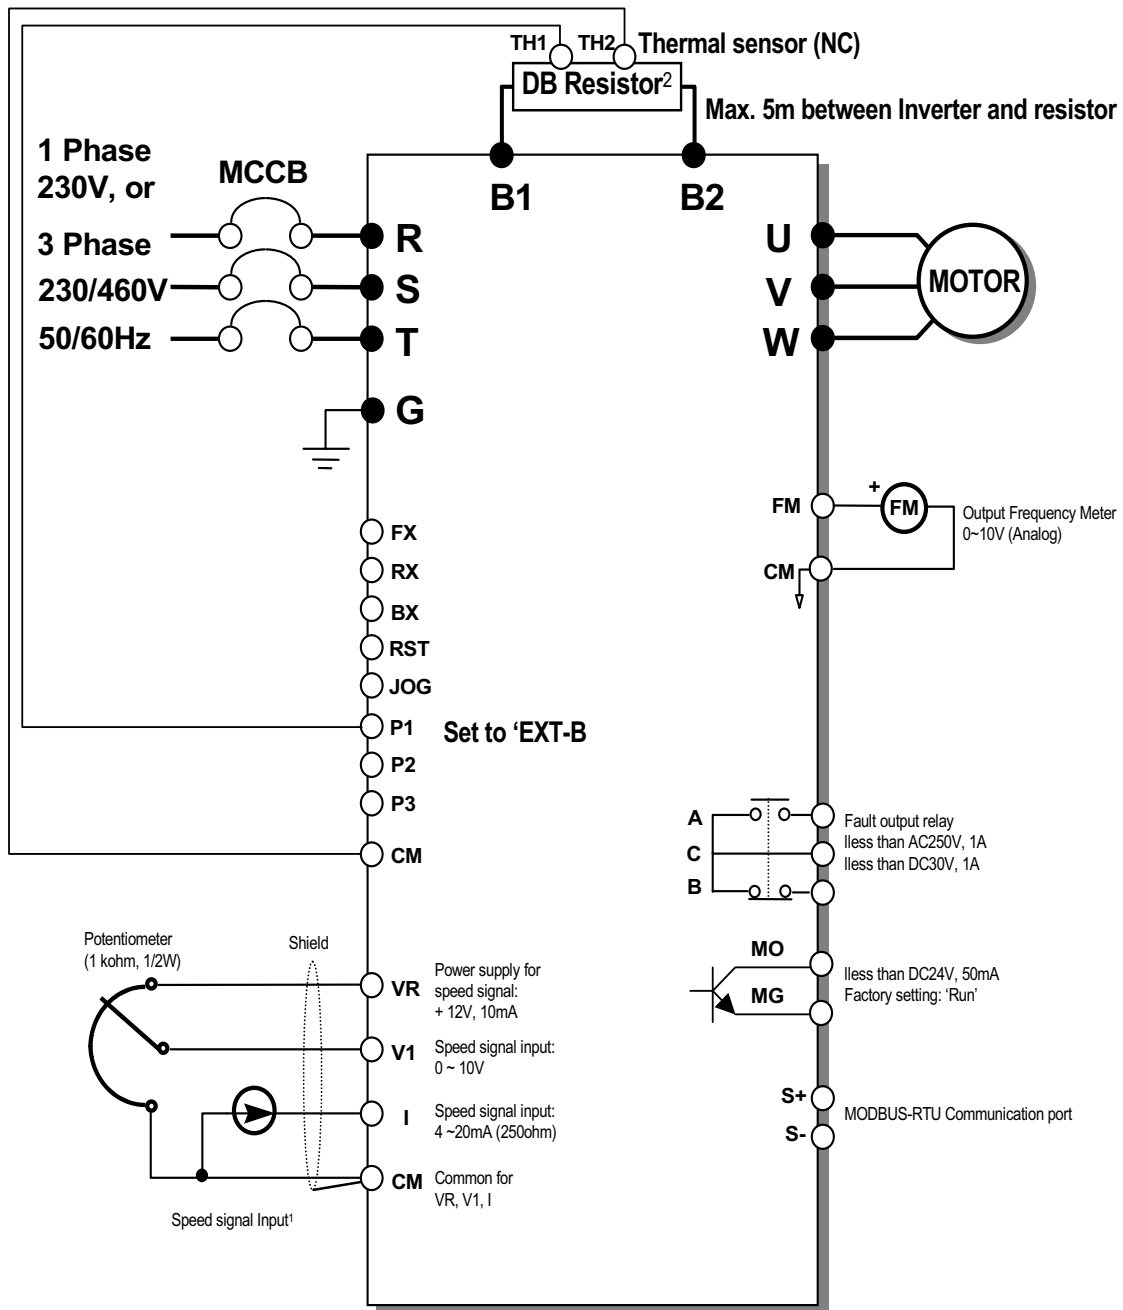 TH1
TH2
Thermal sensor (NC)
DB Resistor2
Max. 5m between Inverter and resistor
1 Phase
230V, or
3 Phase
230/460V
50/60Hz
MCCB
B1
B2
R
S
T
G
U
V
W
MOTOR
FX
RX
BX
RST
JOG
P1
Set to ‘EXT-B
P2
P3
CM
FM
+
FM
Output Frequency Meter
0~10V (Analog)
CM
A
C
B
Fault output relay
lless than AC250V, 1A
lless than DC30V, 1A
Potentiometer
(1 kohm, 1/2W)
Shield
VR
Power supply for
speed signal:
+ 12V, 10mA
V1
Speed signal input:
0 ~ 10V
I
Speed signal input:
4 ~20mA (250ohm)
CM
Common for
VR, V1, I
Speed signal Input1
MO
MG
lless than DC24V, 50mA
Factory setting: ‘Run’
S+
S-
MODBUS-RTU Communication port